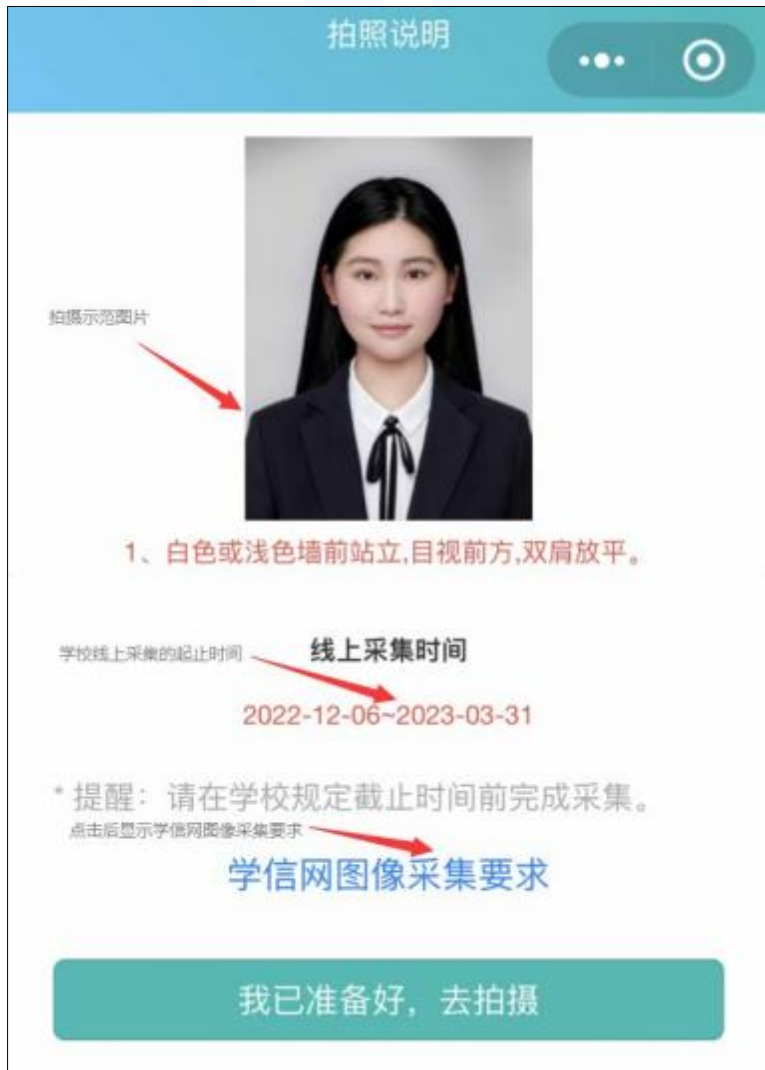 拍照说明
拍摄示范图片
1、白色或浅色墙前站立,目视前方,双肩放平。
学校线上采集的起止时间
线上采集时间
2022-12-06~2023-03-31
*提醒：请在学校规定截止时间前完成采集。
点击后显示学信网图像采集要求
学信网图像采集要求
我已准备好，去拍摄